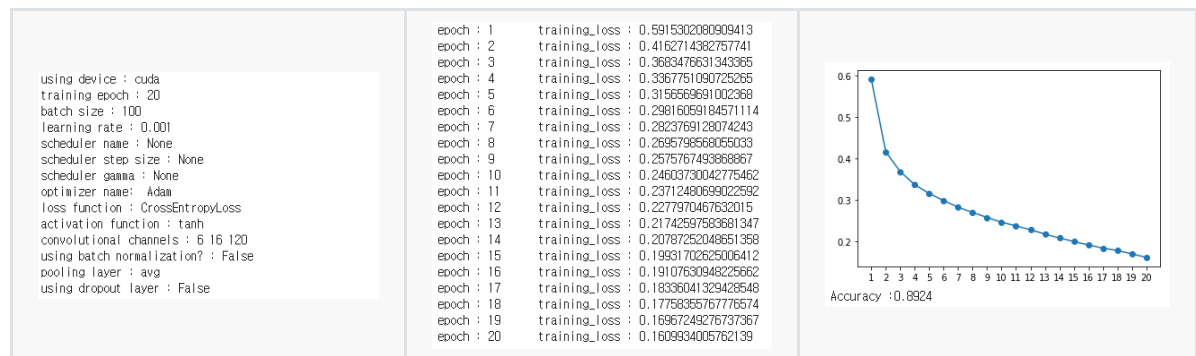 using device : cuda
training epoch : 20
batch size : 100
learning rate : 0.001
scheduler name : None
scheduler step size : None
scheduler gamma : None
optimizer name:  Adam
loss function : CrossEntropyLoss
activation function : tanh
convolutional channels : 6 16 120
using batch normalization? : False
pooling layer : avg
using dropout layer : False
epoch : 1 training_loss : 0.5915302080909413
epoch : 2 training_loss : 0.4162714382757741
epoch : 3 training_loss : 0.3683476631343365
epoch : 4 training_loss : 0.3367751090725265
epoch : 5 training_loss : 0.3156569691002368
epoch : 6 training_loss : 0.29816059184571114
epoch : 7 training_loss : 0.2823769128074243
epoch : 8 training_loss : 0.2695798568055033
epoch : 9 training_loss : 0.2575767493868867
epoch : 10 training_loss : 0.24603730042775462
epoch : 11 training_loss : 0.23712480699022592
epoch : 12 training_loss : 0.2277970467632015
epoch : 13 training_loss : 0.21742597583681347
epoch : 14 training_loss : 0.20787252048651358
epoch : 15 training_loss : 0.19931702625006412
epoch : 16 training_loss : 0.19107630948225662
epoch : 17 training_loss : 0.18336041329428548
epoch : 18 training_loss : 0.17758355767776574
epoch : 19 training_loss : 0.16967249276737367
epoch : 20 training_loss : 0.1609934005762139
0.6
0.5
0.4
0.3
0.2
1 2 3 4 5 6 7 8 9 10 11 12 13 14 15 16 17 18 19 20
Accuracy :0.8924